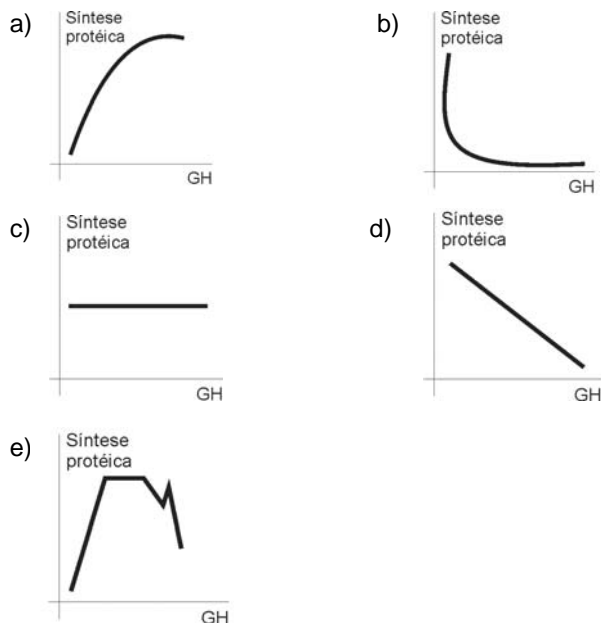 a)
Síntese
protéica
GH
b)
Síntese
protéica
GH
c)
Síntese
protéica
GH
d)
Síntese
protéica
GH
e)
Síntese
protéica
GH